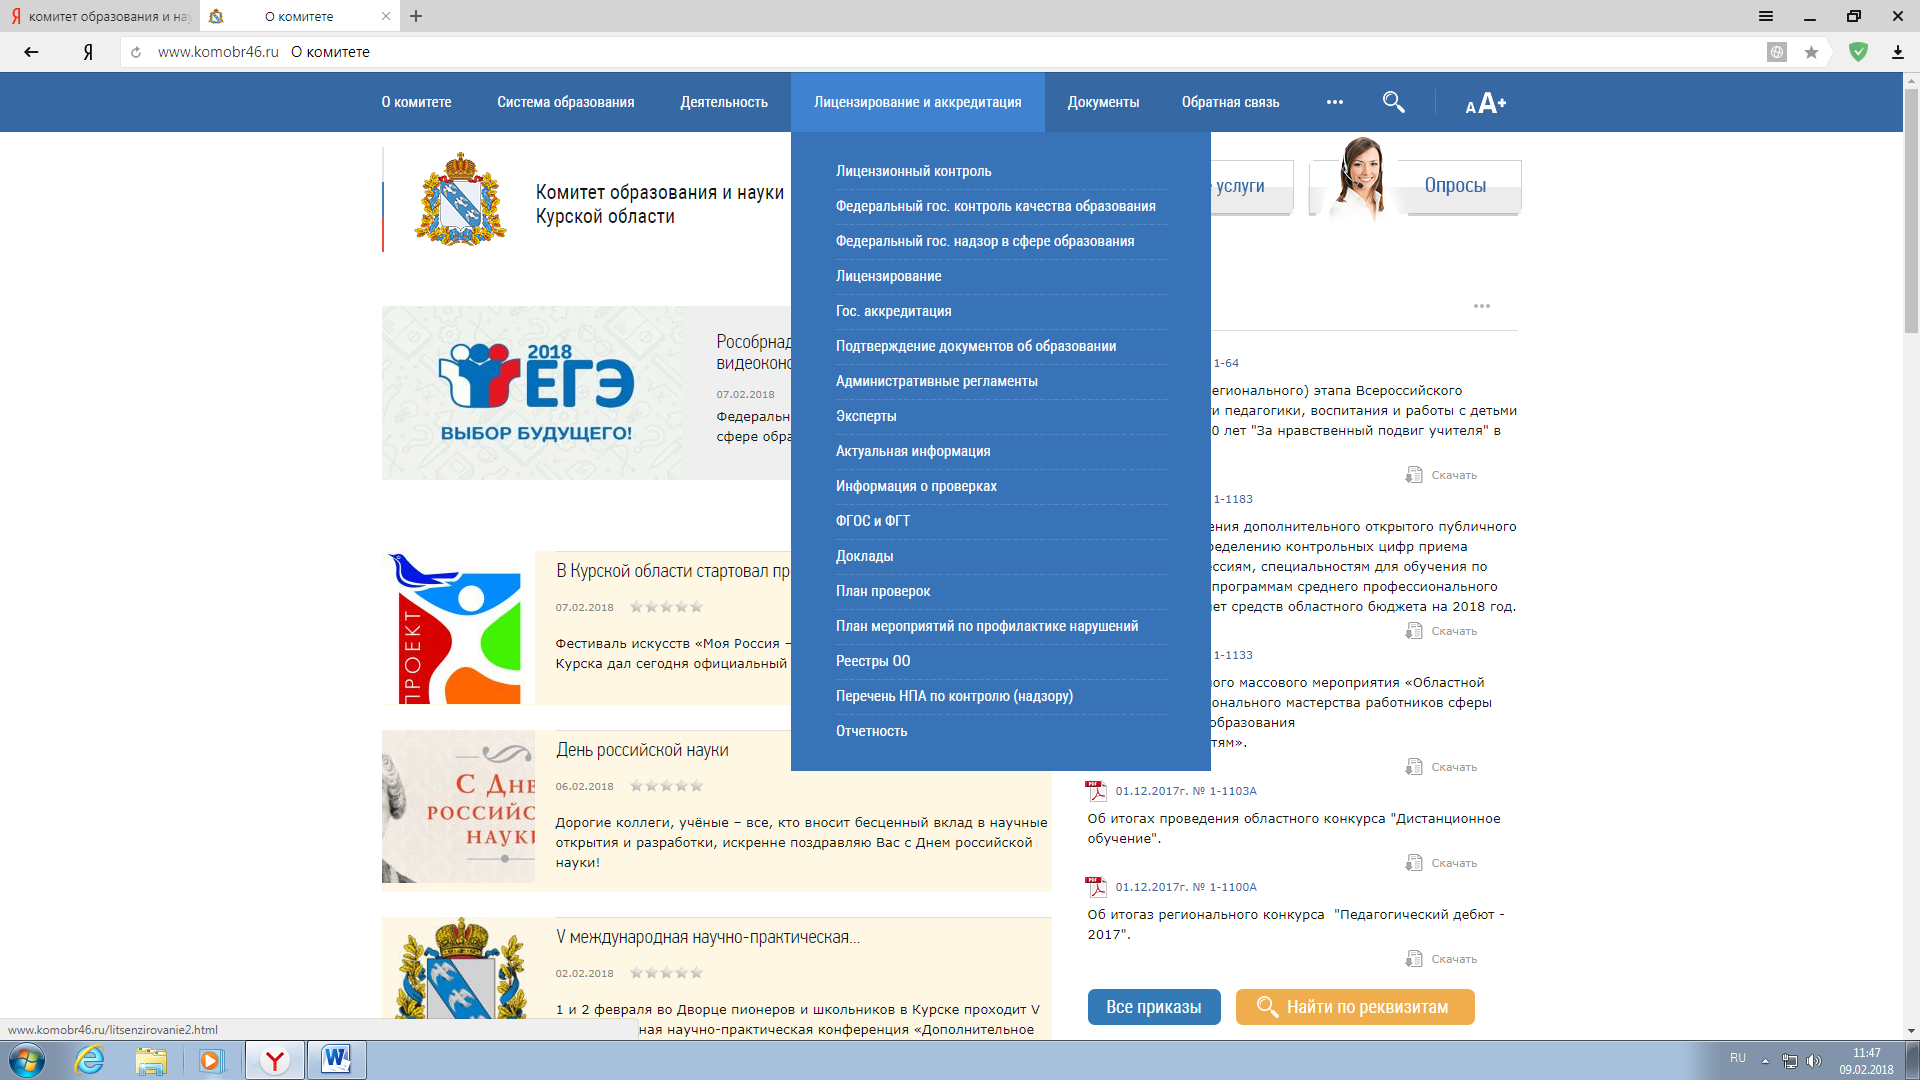 комитет образования и нау
О комитете
www.komobr46.ru О комитете
О комитете
Система образования
Деятельность
Лицензирование и аккредитация
Документы
Обратная связь
A A+
Комитет образования и науки
Курской области
услуги
Опросы
Лицензионный контроль
Федеральный гос. контроль качества образования
Федеральный гос. надзор в сфере образования
Лицензирование
Гос. аккредитация
Подтверждение документов об образовании
Административные регламенты
Эксперты
Актуальная информация
Информация о проверках
ФГОС и ФГТ
Доклады
План проверок
План мероприятий по профилактике нарушений
Реестры ОО
Перечень НПА по контролю (надзору)
Отчетность
2018
ЕГЭ
ВЫБОР БУДУЩЕГО!
Рособрнад
видеоконо
07.02.2018
Федеральн
сфере обра
ПРОЕКТ
В Курской области стартовал пр
07.02.2018
Фестиваль искусств «Моя Россия –
Курска дал сегодня официальный
С Дне
российс
науки
День российской науки
06.02.2018
Дорогие коллеги, учёные – все, кто вносит бесценный вклад в научные
открытия и разработки, искренне поздравляю Вас с Днем российской
науки!
V международная научно-практическая...
02.02.2018
1 и 2 февраля во Дворце пионеров и школьников в Курске проходит V
ная научно-практическая конференция «Дополнительное
1-64
егионального) этапа Всероссийского
и педагогики, воспитания и работы с детьми
0 лет "За нравственный подвиг учителя" в
Скачать
1-1183
ения дополнительного открытого публичного
ределению контрольных цифр приема
ссиям, специальностям для обучения по
программам среднего профессионального
ет средств областного бюджета на 2018 год.
Скачать
1-1133
ого массового мероприятия «Областной
онального мастерства работников сферы
образования
тям».
Скачать
PDF
01.12.2017г. № 1-1103А
Об итогах проведения областного конкурса "Дистанционное
обучение".
Скачать
PDF
01.12.2017г. № 1-1100А
Об итогаз регионального конкурса "Педагогический дебют -
2017".
Скачать
Все приказы
Найти по реквизитам
www.komobr46.ru/litsenzirovanie2.html
RU
11:47
09.02.2018